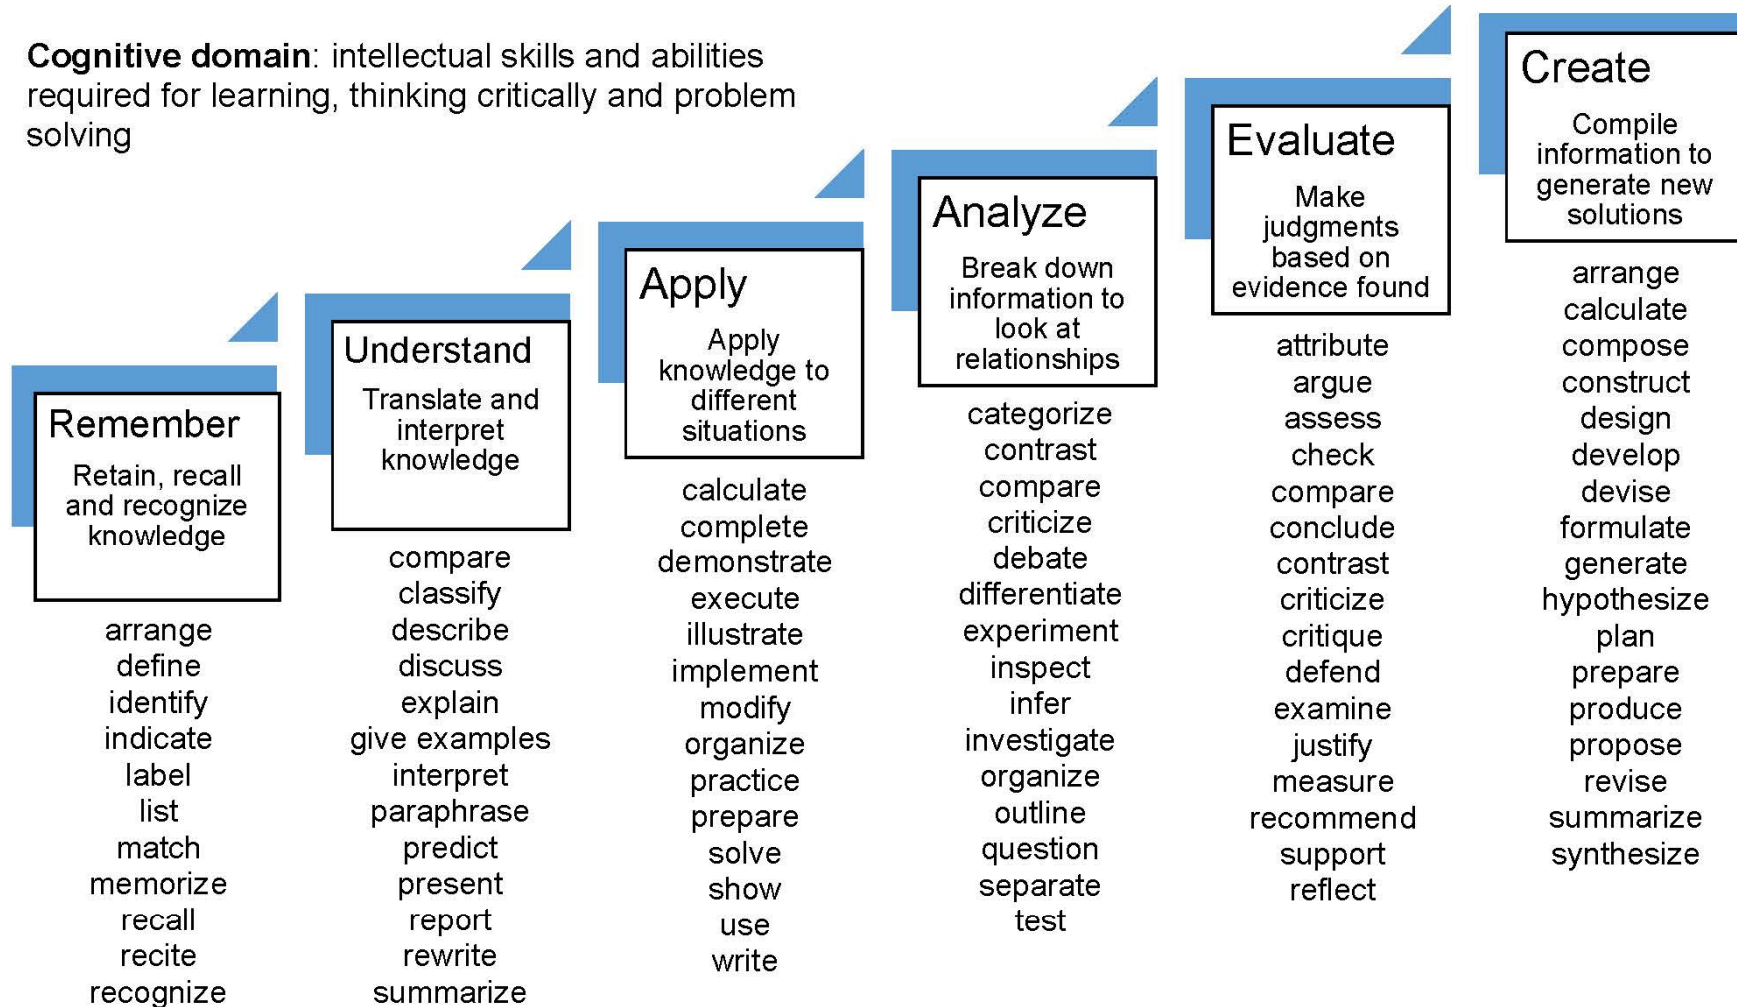 Cognitive domain: intellectual skills and abilities
required for learning, thinking critically and problem
solving
Remember
Retain, recall
and recognize
knowledge
arrange
define
identify
indicate
label
list
match
memorize
recall
recite
recognize
Understand
Translate and
interpret
knowledge
compare
classify
describe
discuss
explain
give examples
interpret
paraphrase
predict
present
report
rewrite
summarize
Apply
Apply
knowledge to
different
situations
calculate
complete
demonstrate
execute
illustrate
implement
modify
organize
practice
prepare
solve
show
use
write
Analyze
Break down
information to
look at
relationships
categorize
contrast
compare
criticize
debate
differentiate
experiment
inspect
infer
investigate
organize
outline
question
separate
test
Evaluate
Make
judgments
based on
evidence found
attribute
argue
assess
check
compare
conclude
contrast
criticize
critique
defend
examine
justify
measure
recommend
support
reflect
Create
Compile
information to
generate new
solutions
arrange
calculate
compose
construct
design
develop
devise
formulate
generate
hypothesize
plan
prepare
produce
propose
revise
summarize
synthesize